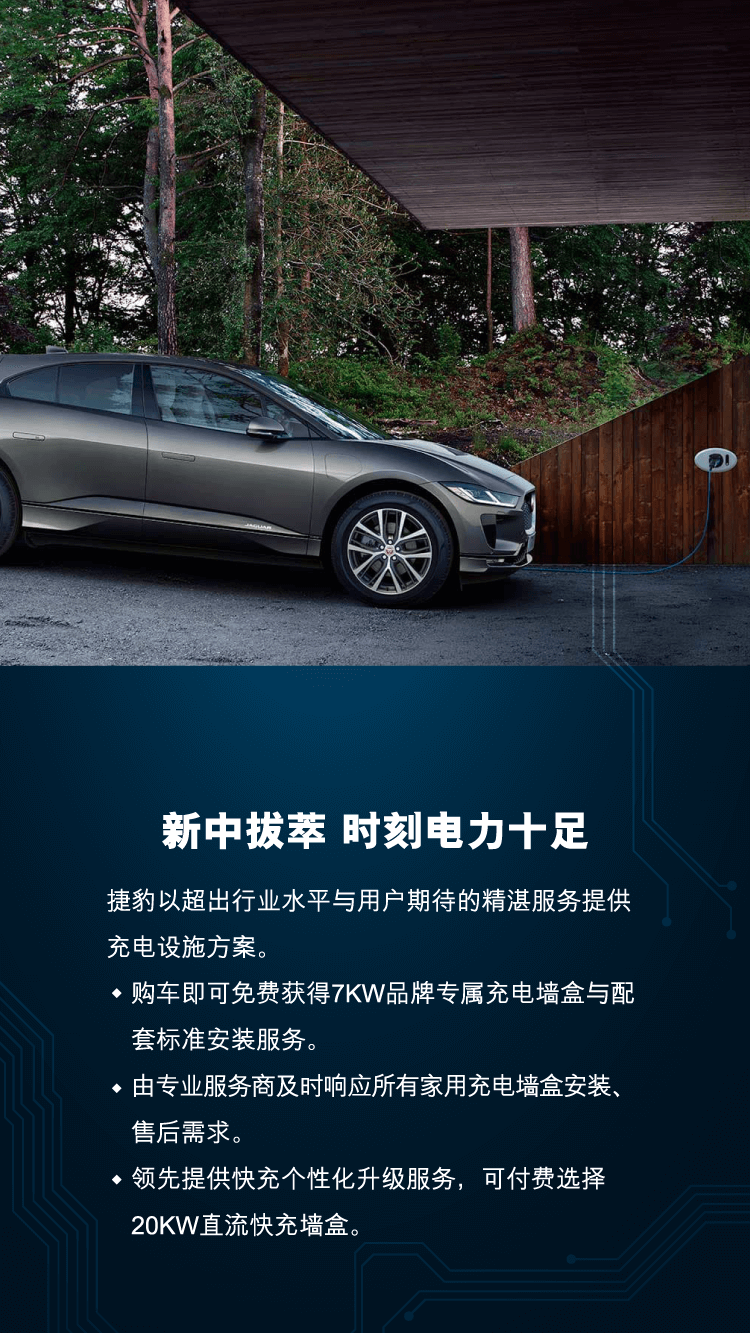 JAGUAR
新中拔萃 时刻电力十足
捷豹以超出行业水平与用户期待的精湛服务提供
充电设施方案。
购车即可免费获得7KW品牌专属充电墙盒与配
套标准安装服务。
由专业服务商及时响应所有家用充电墙盒安装、
售后需求。
领先提供快充个性化升级服务，可付费选择
20KW直流快充墙盒。